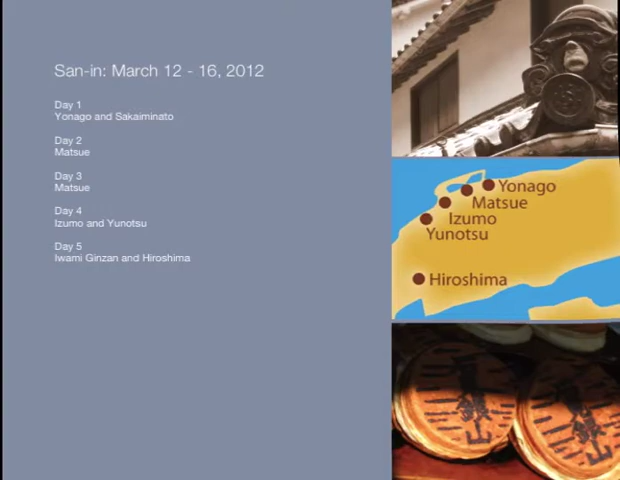 San-in: March 12 - 16, 2012
Day 1
Yonago and Sakaiminato
Day 2
Matsue
Day 3
Matsue
Day 4
Izumo and Yunotsu
Day 5
Iwami Ginzan and Hiroshima
Yonago
Matsue
Izumo
Yunotsu
Hiroshima